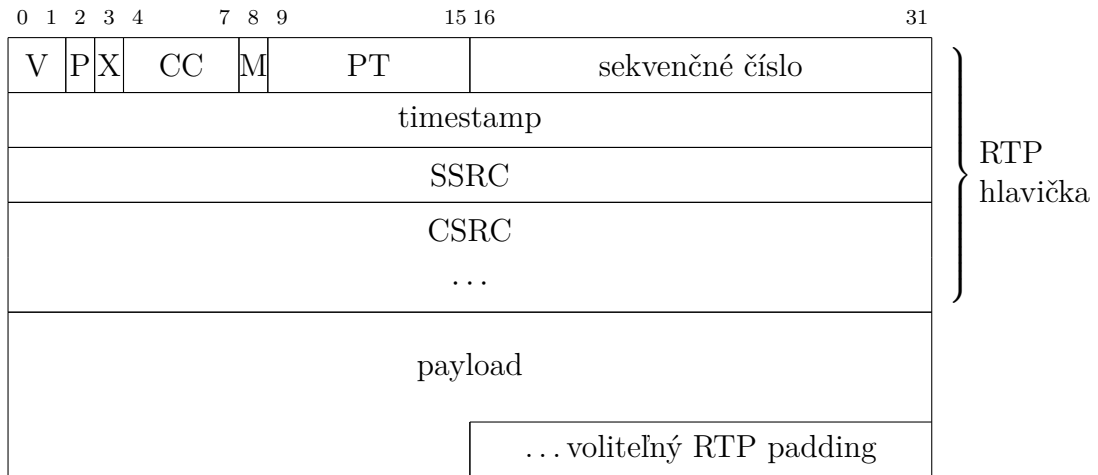 0 1 2 3 4 7 8 9 15 16 31
V P X CC M PT sekvenčné číslo
timestamp
SSRC
CSRC
...
RTP
hlavička
payload
...voliteľný RTP padding